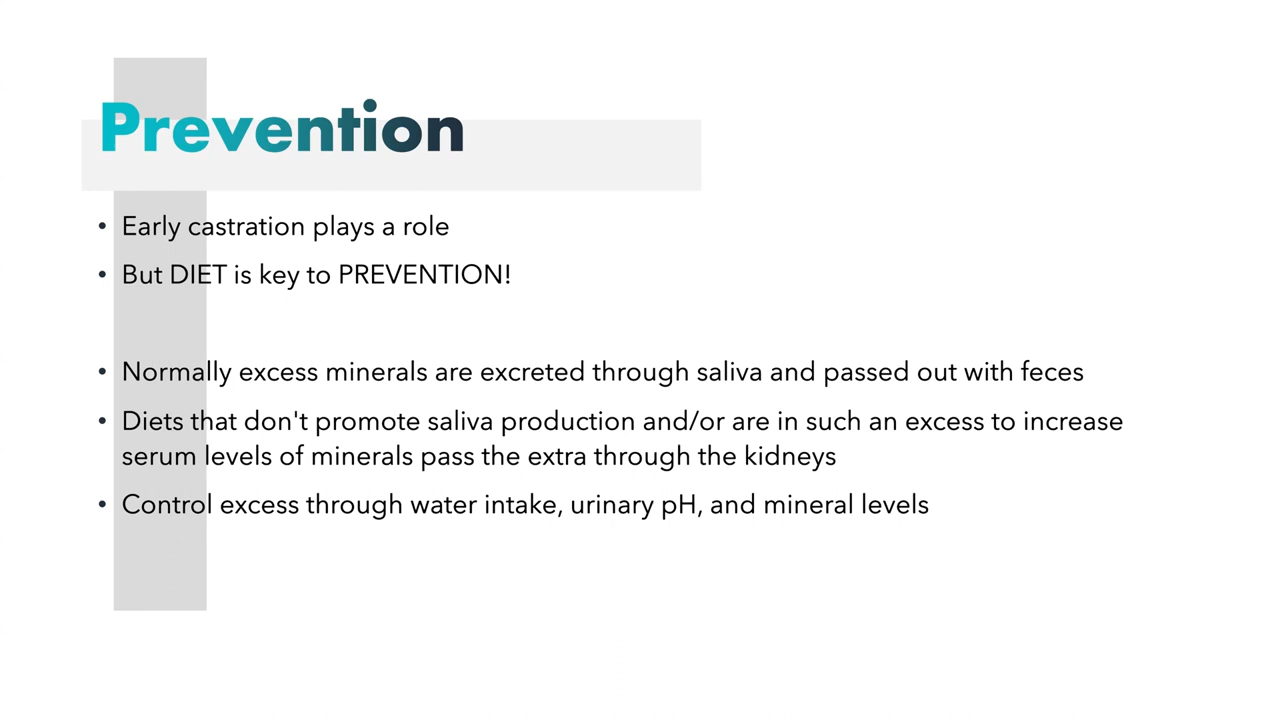 Prevention
• Early castration plays a role
• But DIET is key to PREVENTION!
• Normally excess minerals are excreted through saliva and passed out with feces
• Diets that don't promote saliva production and/or are in such an excess to increase
serum levels of minerals pass the extra through the kidneys
• Control excess through water intake, urinary pH, and mineral levels